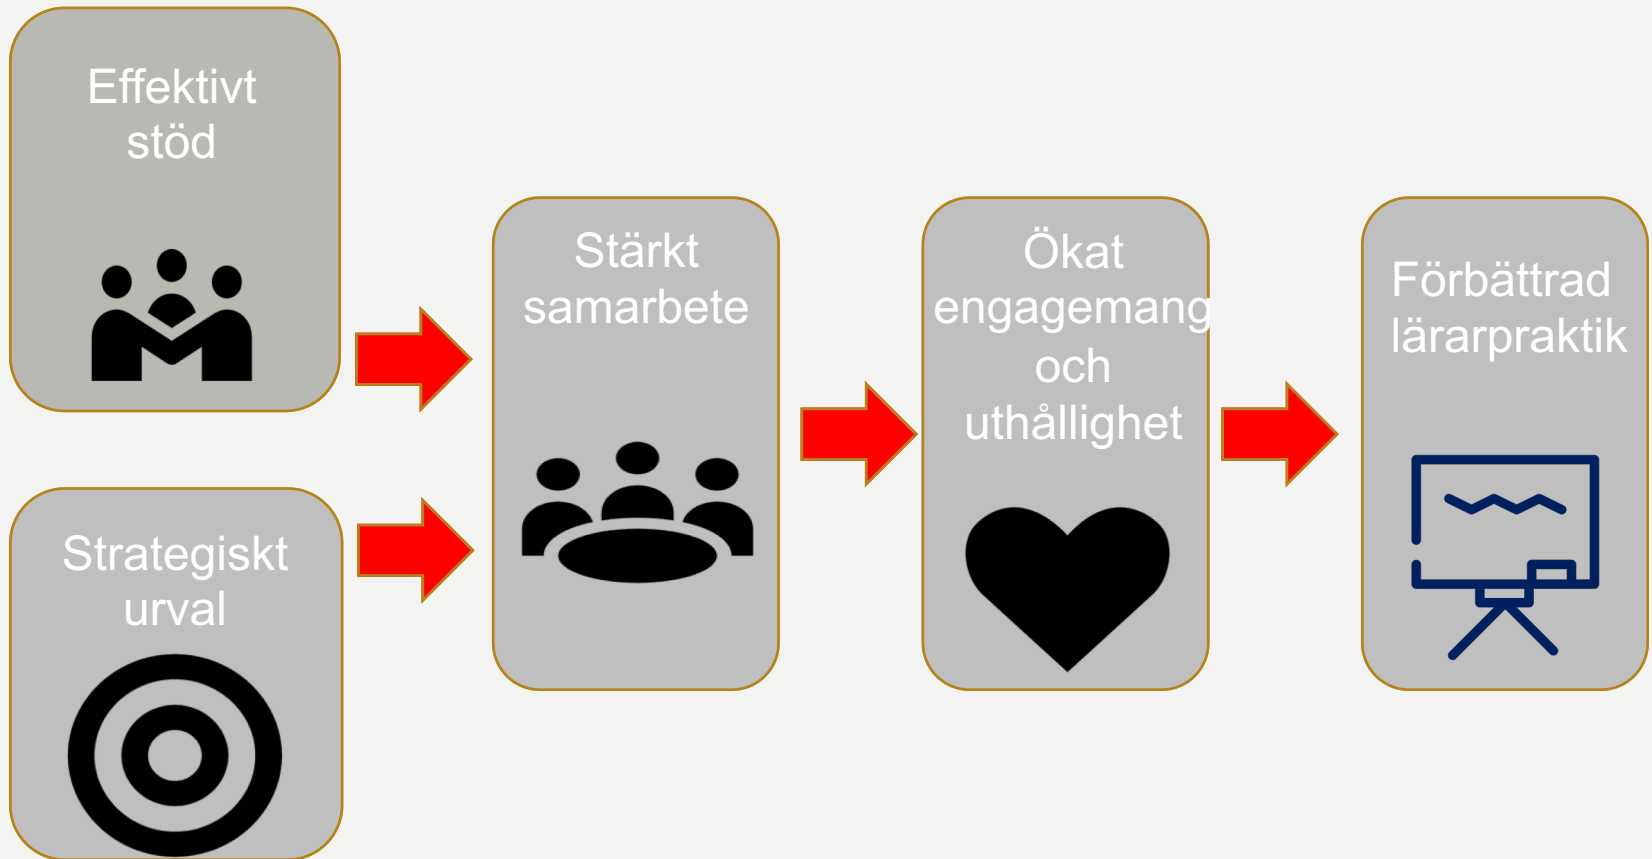 Effektivt
stöd
Strategiskt
urval
Stärkt
samarbete
Ökat
engagemang
och
uthållighet
Förbättrad
lärarpraktik